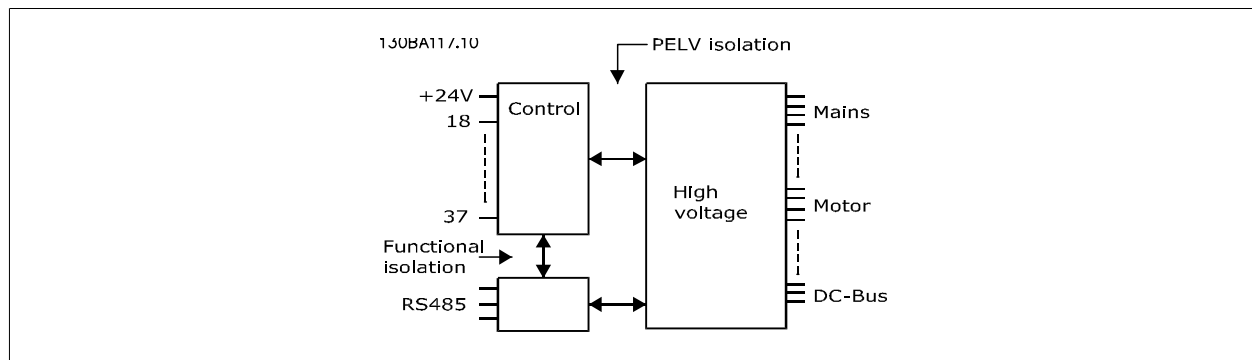 130BA117.10
PELV isolation
+24V
Control
18
Mains
High
voltage
37
Motor
Functional
isolation
RS485
DC-Bus